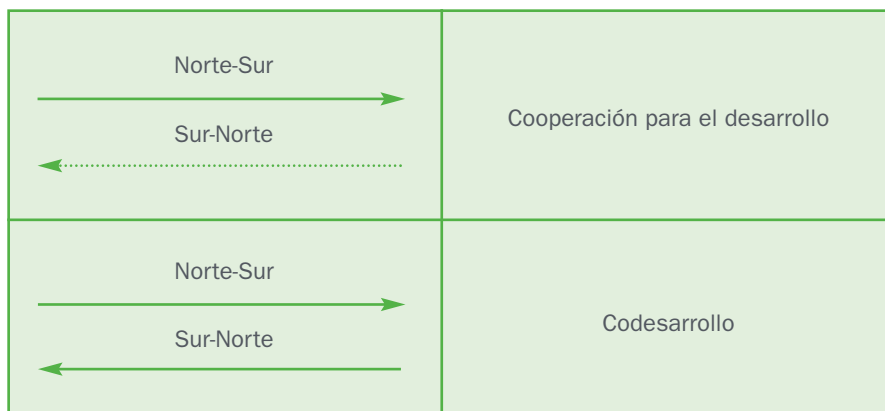 Norte-Sur
Sur-Norte
Cooperación para el desarrollo
Norte-Sur
Sur-Norte
Codesarrollo